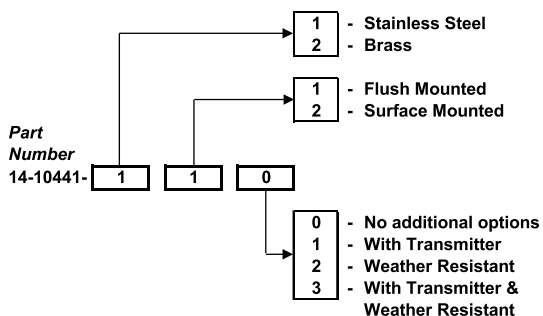 1 - Stainless Steel
2 - Brass
1 - Flush Mounted
2 - Surface Mounted
Part
Number
14-10441- 1 1 0
0 - No additional options
1 - With Transmitter
2 - Weather Resistant
3 - With Transmitter &
Weather Resistant